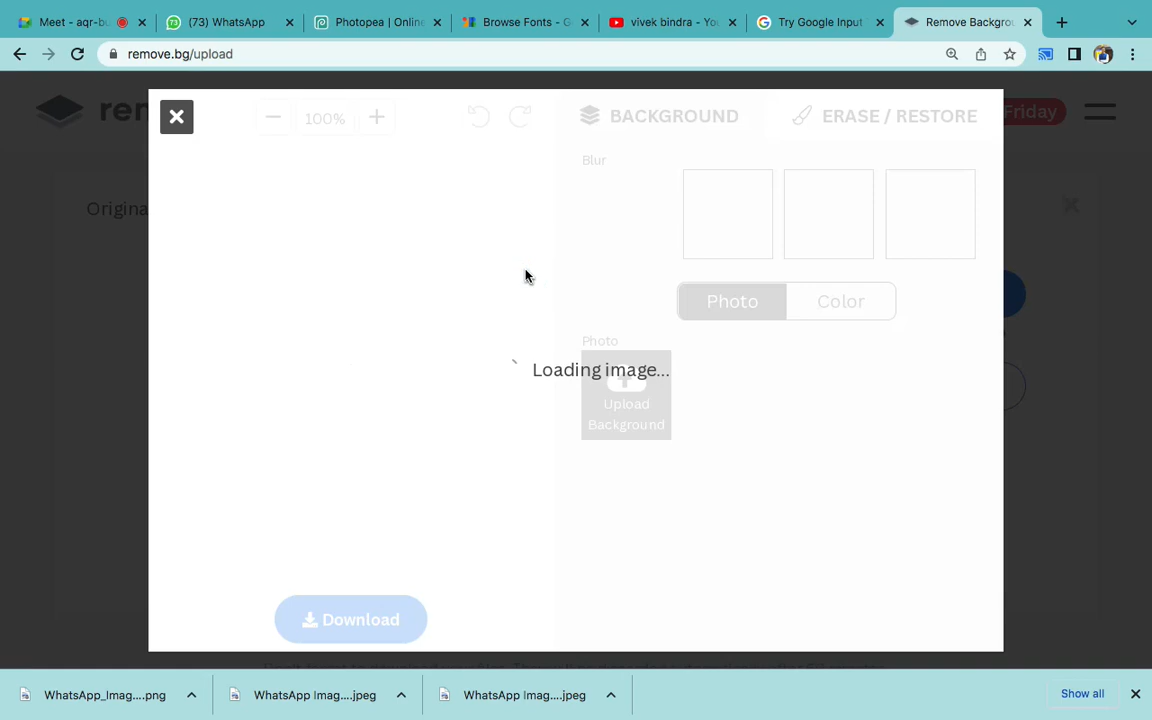 Meet - aqr-bu
(73) WhatsApp
Photopea | Online
Browse Fonts - G
vivek bindra - You
Try Google Input
Remove Backgrou
remove.bg/upload
rem
Friday
100%
BACKGROUND
ERASE / RESTORE
Blur
Origina
Photo
Color
Photo
Loading image...
Upload
Background
Download
WhatsApp_Imag....png
WhatsApp Imag....jpeg
WhatsApp Imag....jpeg
Show all